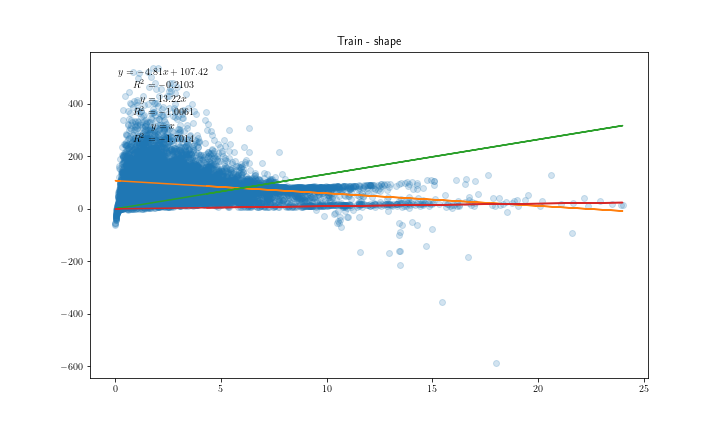 Train - shape
y = −4.81x + 107.42
R² = −0.2103
y = 13.22x
R² = −1.0061
y = x
R² = −1.7014
400
200
0
−200
−400
−600
0 5 10 15 20 25